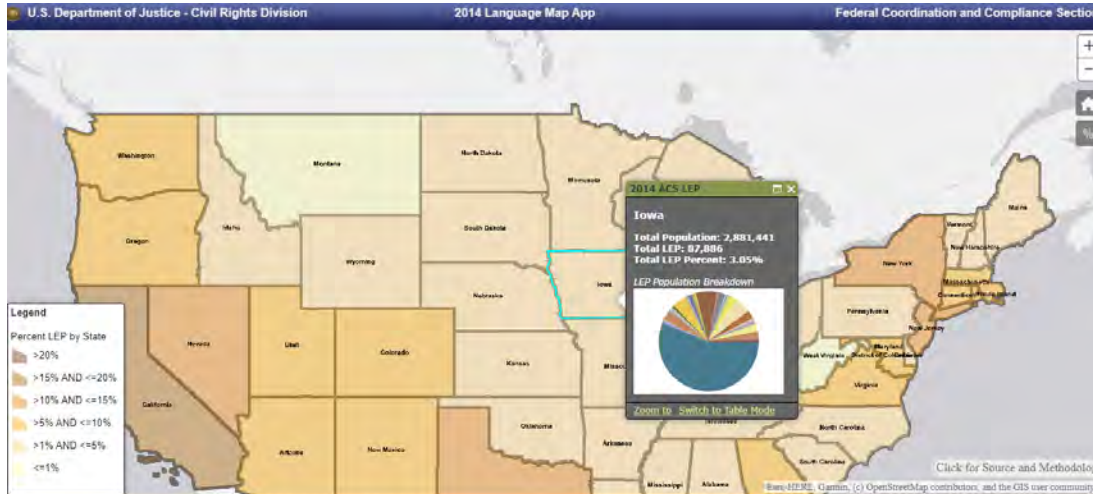 U.S. Department of Justice - Civil Rights Division
2014 Language Map App
Federal Coordination and Compliance Sectio
+
−
%
Washington
Montana
North Dakota
Minnesota
Maine
Oregon
Idaho
South Dakota
Wyoming
Vermont
New Hampshire
New York
Iowa
Nebraska
Pennsylvania
Connecticut
Rhode Island
New Jersey
Nevada
Utah
Colorado
Kansas
Missou
West Virginia
Maryland
Virginia
California
Oklahoma
North Carolina
Arizona
New Mexico
Arkansas
South Carolina
Mississippi
Alabama
2014 ACS LEP
Iowa
Total Population: 2,881,441
Total LEP: 87,886
Total LEP Percent: 3.05%
LEP Population Breakdown
Zoom to Switch to Table Mode
Legend
Percent LEP by State
>20%
>15% AND <=20%
>10% AND <=15%
>5% AND <=10%
>1% AND <=5%
<=1%
Click for Source and Methodolog
Esri, HERE, Garmin, (c) OpenStreetMap contributors, and the GIS user community